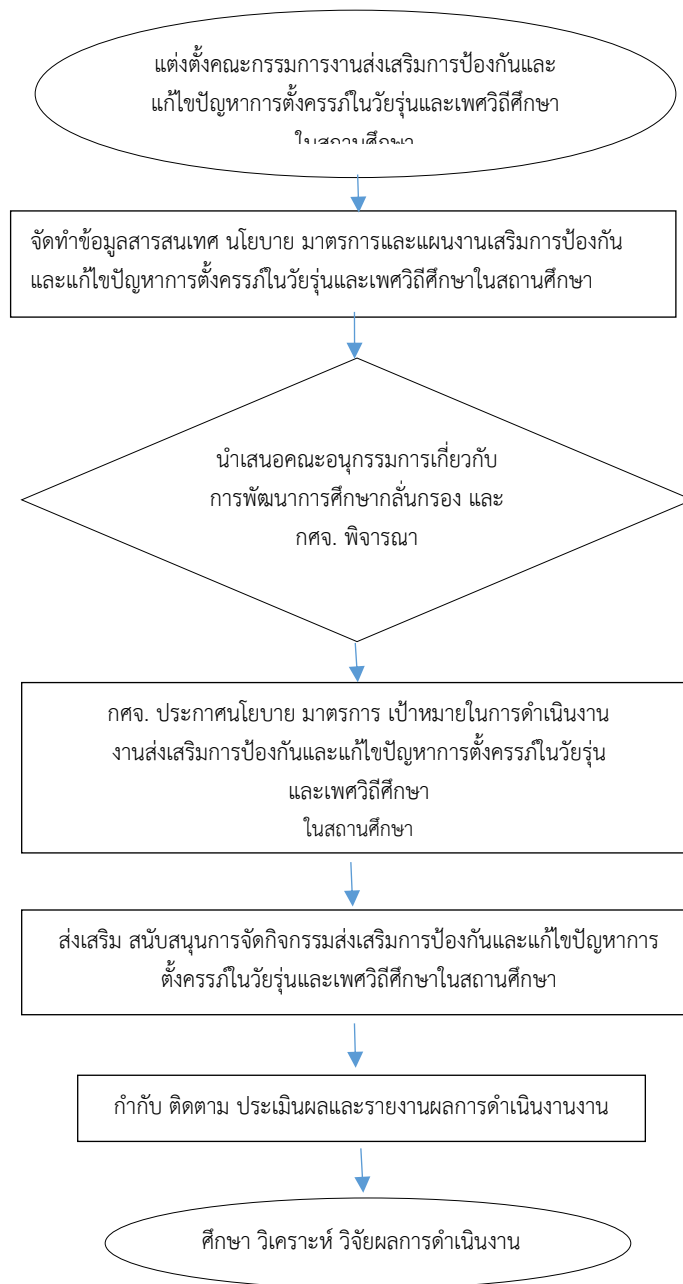 แต่งตั้งคณะกรรมการงานส่งเสริมการป้องกันและ
แก้ไขปัญหาการตั้งครรภ์ในวัยรุ่นและเพศวิถีศึกษา
ในสถานศึกษา
จัดทำข้อมูลสารสนเทศ นโยบาย มาตรการและแผนงานเสริมการป้องกัน
และแก้ไขปัญหาการตั้งครรภ์ในวัยรุ่นและเพศวิถีศึกษาในสถานศึกษา
นำเสนอคณะอนุกรรมการเกี่ยวกับ
การพัฒนาการศึกษากลั่นกรอง และ
กศจ. พิจารณา
กศจ. ประกาศนโยบาย มาตรการ เป้าหมายในการดำเนินงาน
งานส่งเสริมการป้องกันและแก้ไขปัญหาการตั้งครรภ์ในวัยรุ่น
และเพศวิถีศึกษา
ในสถานศึกษา
ส่งเสริม สนับสนุนการจัดกิจกรรมส่งเสริมการป้องกันและแก้ไขปัญหาการ
ตั้งครรภ์ในวัยรุ่นและเพศวิถีศึกษาในสถานศึกษา
กำกับ ติดตาม ประเมินผลและรายงานผลการดำเนินงานงาน
ศึกษา วิเคราะห์ วิจัยผลการดำเนินงาน